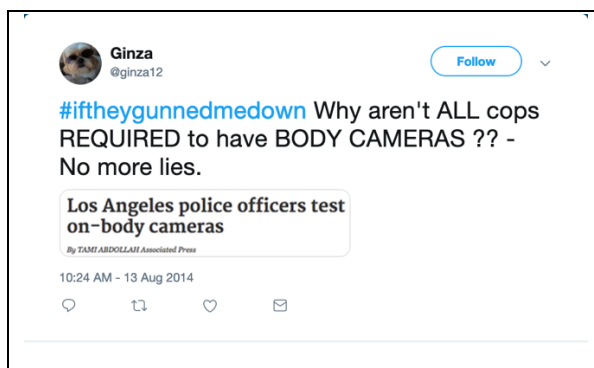 Ginza
@ginza12
Follow
#iftheygunnedmedown Why aren't ALL cops
REQUIRED to have BODY CAMERAS ?? -
No more lies.
Los Angeles police officers test
on-body cameras
By TAMI ABDOLLAH Associated Press
10:24 AM - 13 Aug 2014